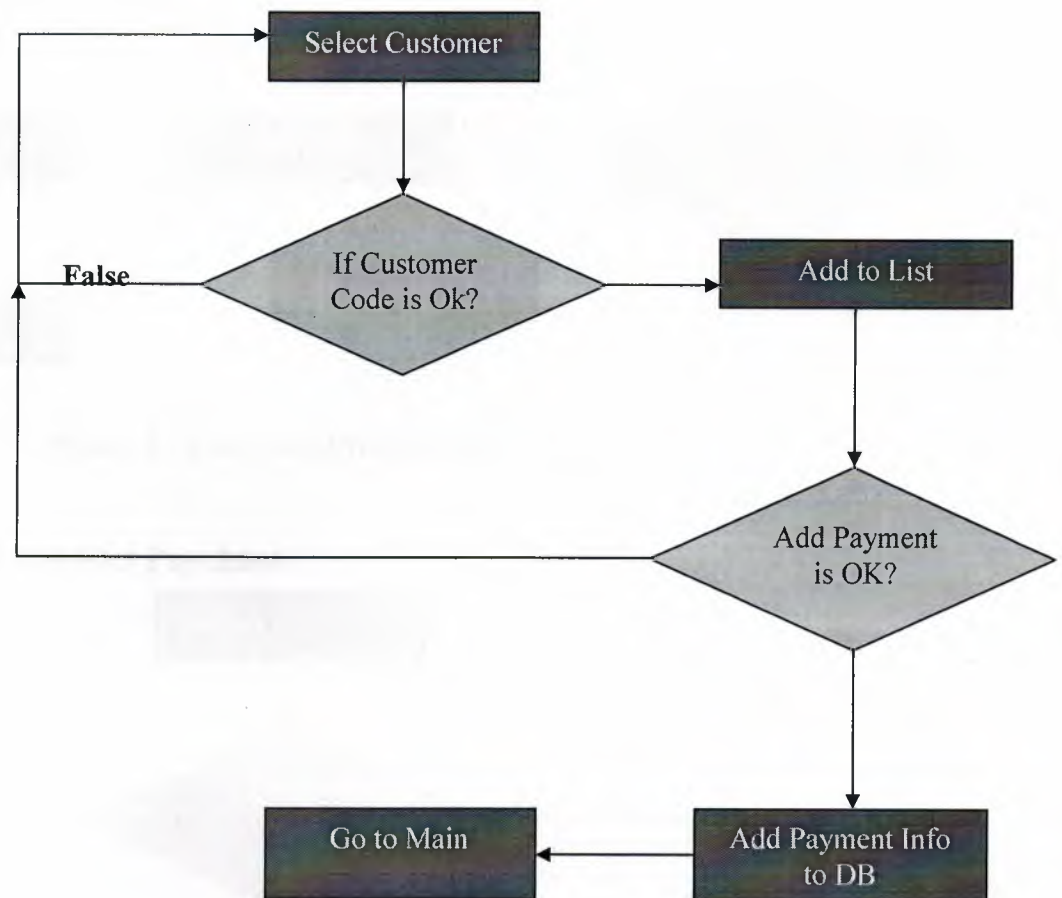 Select Customer
If Customer
Code is Ok?
False
Add to List
Add Payment
is OK?
Go to Main
Add Payment Info
to DB